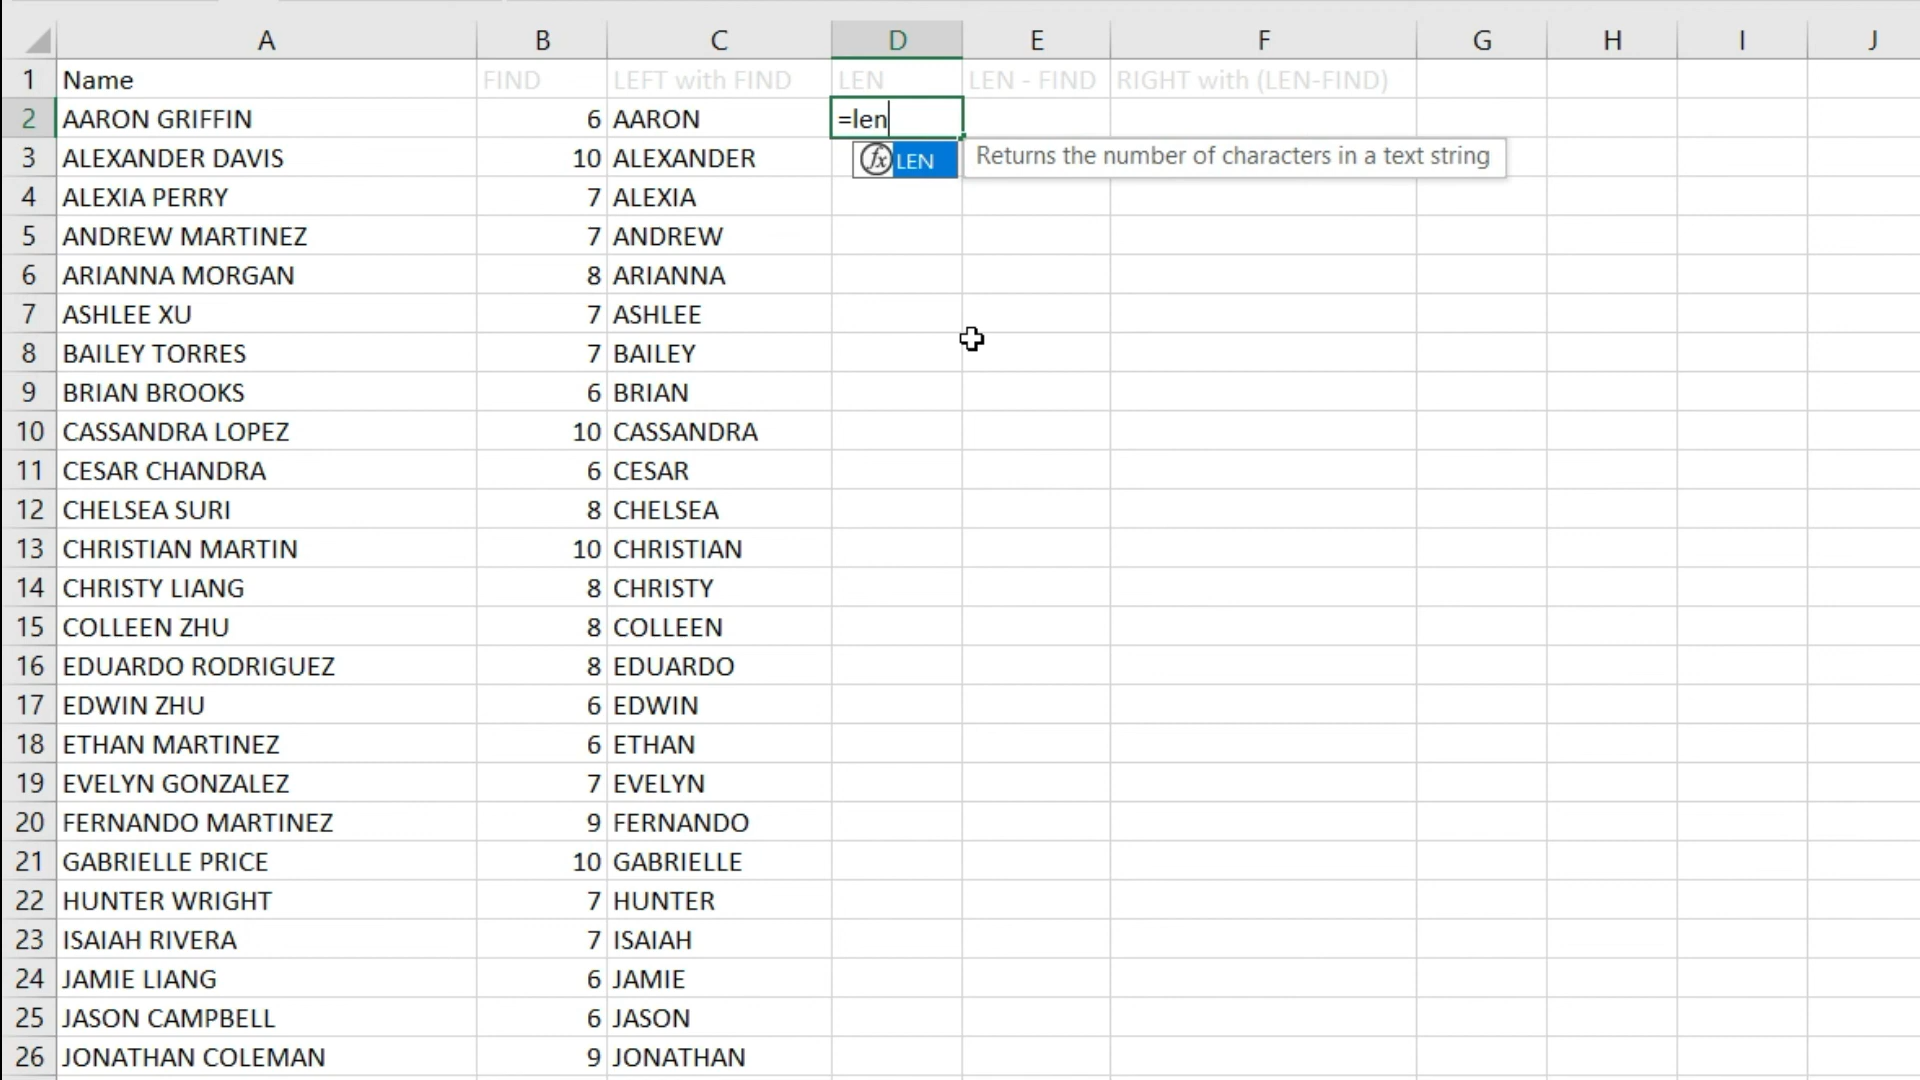 A B C D E F G H I J
1 Name FIND LEFT with FIND LEN LEN - FIND RIGHT with (LEN-FIND)
2 AARON GRIFFIN 6 AARON =len
3 ALEXANDER DAVIS 10 ALEXANDER fx LEN Returns the number of characters in a text string
4 ALEXIA PERRY 7 ALEXIA
5 ANDREW MARTINEZ 7 ANDREW
6 ARIANNA MORGAN 8 ARIANNA
7 ASHLEE XU 7 ASHLEE
8 BAILEY TORRES 7 BAILEY
9 BRIAN BROOKS 6 BRIAN
10 CASSANDRA LOPEZ 10 CASSANDRA
11 CESAR CHANDRA 6 CESAR
12 CHELSEA SURI 8 CHELSEA
13 CHRISTIAN MARTIN 10 CHRISTIAN
14 CHRISTY LIANG 8 CHRISTY
15 COLLEEN ZHU 8 COLLEEN
16 EDUARDO RODRIGUEZ 8 EDUARDO
17 EDWIN ZHU 6 EDWIN
18 ETHAN MARTINEZ 6 ETHAN
19 EVELYN GONZALEZ 7 EVELYN
20 FERNANDO MARTINEZ 9 FERNANDO
21 GABRIELLE PRICE 10 GABRIELLE
22 HUNTER WRIGHT 7 HUNTER
23 ISAIAH RIVERA 7 ISAIAH
24 JAMIE LIANG 6 JAMIE
25 JASON CAMPBELL 6 JASON
26 JONATHAN COLEMAN 9 JONATHAN